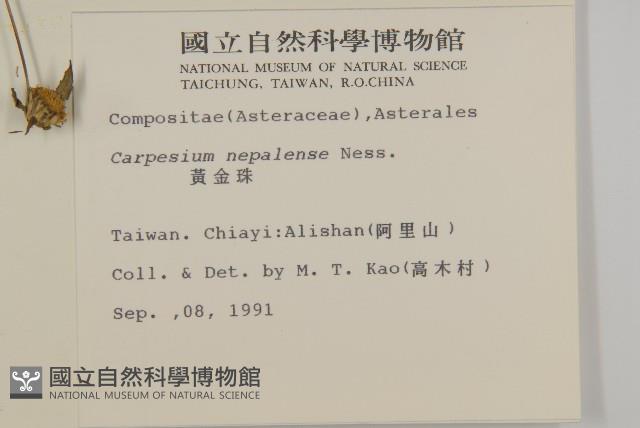 國立自然科學博物館
NATIONAL MUSEUM OF NATURAL SCIENCE
TAICHUNG, TAIWAN, R.O.CHINA
Compositae(Asteraceae),Asterales
Carpesium nepalense Ness.
黃金珠
Taiwan. Chiayi:Alishan(阿里山)
Coll. & Det. by M. T. Kao(高木村)
Sep. ,08, 1991
國立自然科學博物館
NATIONAL MUSEUM OF NATURAL SCIENCE